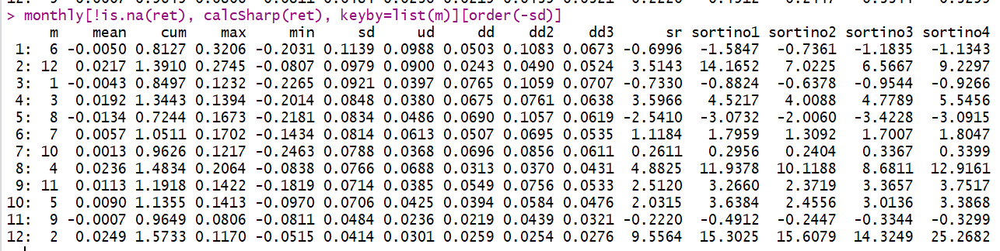 > monthly[!is.na(ret), calcSharp(ret), keyby=list(m)][order(-sd)]
m mean cum max min sd ud dd dd2 dd3 sr sortino1 sortino2 sortino3 sortino4
1: 6 -0.0050 0.8127 0.3206 -0.2031 0.1139 0.0988 0.0503 0.1083 0.0673 -0.6996 -1.5847 -0.7361 -1.1835 -1.1343
2: 12 0.0217 1.3910 0.2745 -0.0807 0.0979 0.0900 0.0243 0.0490 0.0524 3.5143 14.1652 7.0225 6.5667 9.2297
3: 1 -0.0043 0.8497 0.1232 -0.2265 0.0921 0.0397 0.0765 0.1059 0.0707 -0.7330 -0.8824 -0.6378 -0.9544 -0.9266
4: 3 0.0192 1.3443 0.1394 -0.2014 0.0848 0.0380 0.0675 0.0761 0.0638 3.5966 4.5217 4.0088 4.7789 5.5456
5: 8 -0.0134 0.7244 0.1673 -0.2181 0.0834 0.0486 0.0690 0.1057 0.0619 -2.5410 -3.0732 -2.0060 -3.4228 -3.0915
6: 7 0.0057 1.0511 0.1702 -0.1434 0.0814 0.0613 0.0507 0.0695 0.0535 1.1184 1.7959 1.3092 1.7007 1.8047
7: 10 0.0013 0.9626 0.1217 -0.2463 0.0788 0.0368 0.0696 0.0856 0.0611 0.2611 0.2956 0.2404 0.3367 0.3399
8: 4 0.0236 1.4834 0.2064 -0.0838 0.0766 0.0688 0.0313 0.0370 0.0431 4.8825 11.9378 10.1188 8.6811 12.9161
9: 11 0.0113 1.1918 0.1422 -0.1819 0.0714 0.0385 0.0549 0.0756 0.0533 2.5120 3.2660 2.3719 3.3657 3.7517
10: 5 0.0090 1.1355 0.1413 -0.0970 0.0706 0.0425 0.0394 0.0584 0.0476 2.0315 3.6384 2.4556 3.0136 3.3868
11: 9 -0.0007 0.9649 0.0806 -0.0811 0.0484 0.0236 0.0219 0.0439 0.0321 -0.2220 -0.4912 -0.2447 -0.3344 -0.3299
12: 2 0.0249 1.5733 0.1170 -0.0515 0.0414 0.0301 0.0259 0.0254 0.0276 9.5564 15.3025 15.6079 14.3249 25.2682